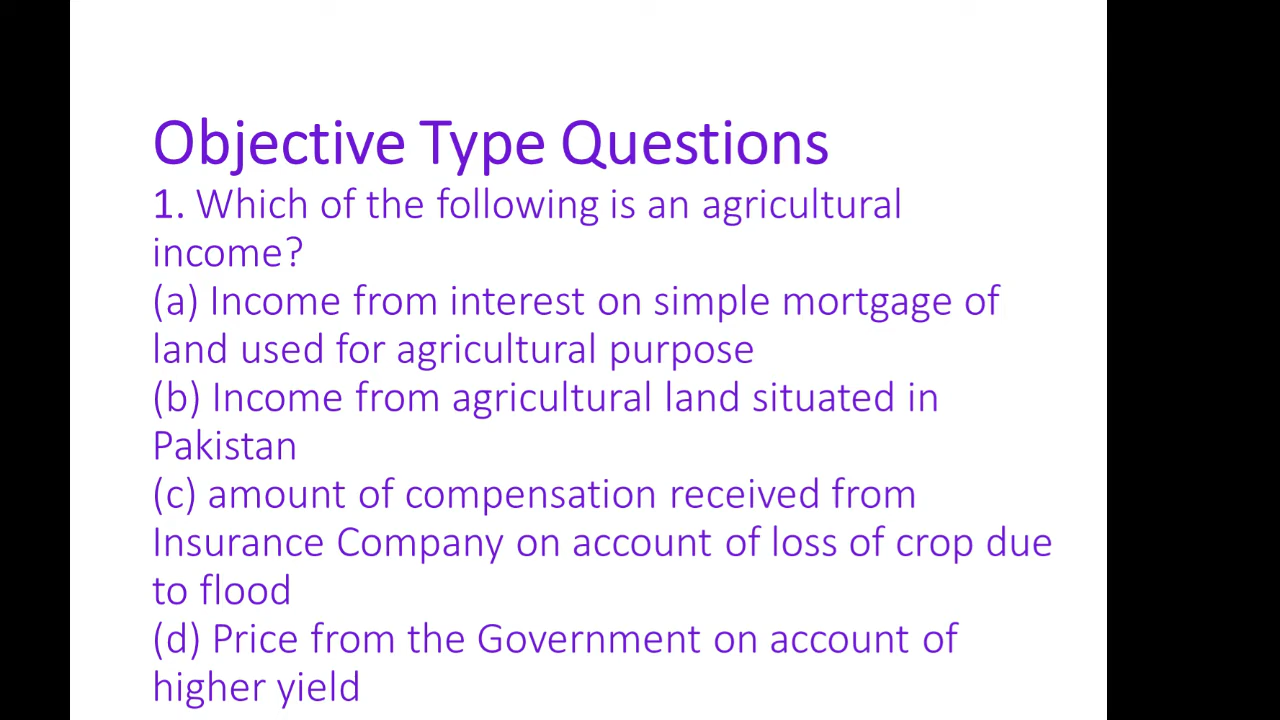 Objective Type Questions
1. Which of the following is an agricultural
income?
(a) Income from interest on simple mortgage of
land used for agricultural purpose
(b) Income from agricultural land situated in
Pakistan
(c) amount of compensation received from
Insurance Company on account of loss of crop due
to flood
(d) Price from the Government on account of
higher yield